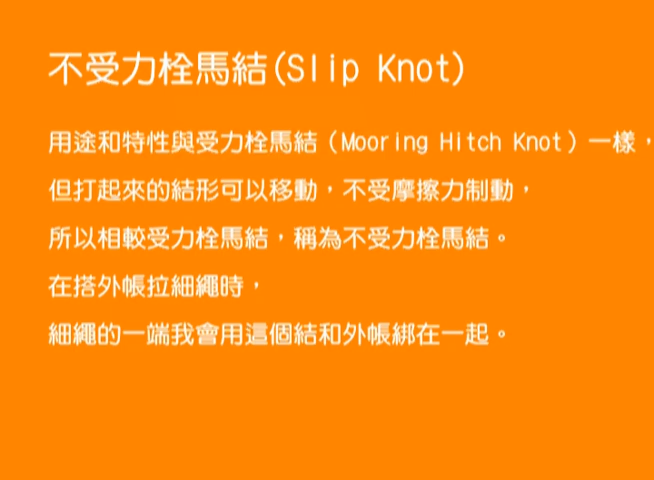 不受力栓馬結(Slip Knot)
用途和特性與受力栓馬結（Mooring Hitch Knot）一樣，
但打起來的結形可以移動，不受摩擦力制動，
所以相較受力栓馬結，稱為不受力栓馬結。
在搭外帳拉細繩時，
細繩的一端我會用這個結和外帳綁在一起。